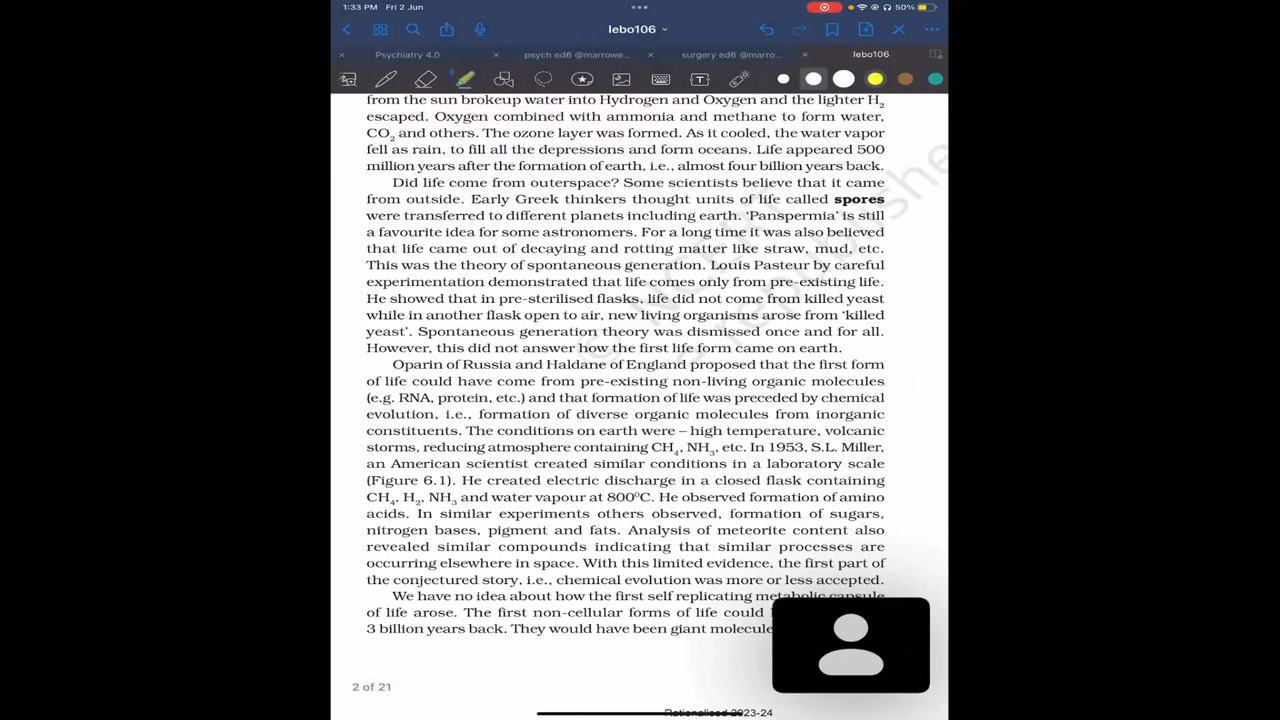 1:33 PM Fri 2 Jun
50%
lebo106
Psychiatry 4.0
psych ed6 @marrowe...
surgery ed6 @marro...
lebo106
from the sun brokeup water into Hydrogen and Oxygen and the lighter H₂
escaped. Oxygen combined with ammonia and methane to form water,
CO₂ and others. The ozone layer was formed. As it cooled, the water vapor
fell as rain, to fill all the depressions and form oceans. Life appeared 500
million years after the formation of earth, i.e., almost four billion years back.
Did life come from outerspace? Some scientists believe that it came
from outside. Early Greek thinkers thought units of life called spores
were transferred to different planets including earth. ‘Panspermia’ is still
a favourite idea for some astronomers. For a long time it was also believed
that life came out of decaying and rotting matter like straw, mud, etc.
This was the theory of spontaneous generation. Louis Pasteur by careful
experimentation demonstrated that life comes only from pre-existing life.
He showed that in pre-sterilised flasks, life did not come from killed yeast
while in another flask open to air, new living organisms arose from ‘killed
yeast’. Spontaneous generation theory was dismissed once and for all.
However, this did not answer how the first life form came on earth.
Oparin of Russia and Haldane of England proposed that the first form
of life could have come from pre-existing non-living organic molecules
(e.g. RNA, protein, etc.) and that formation of life was preceded by chemical
evolution, i.e., formation of diverse organic molecules from inorganic
constituents. The conditions on earth were – high temperature, volcanic
storms, reducing atmosphere containing CH₄, NH₃, etc. In 1953, S.L. Miller,
an American scientist created similar conditions in a laboratory scale
(Figure 6.1). He created electric discharge in a closed flask containing
CH₄, H₂, NH₃ and water vapour at 800⁰C. He observed formation of amino
acids. In similar experiments others observed, formation of sugars,
nitrogen bases, pigment and fats. Analysis of meteorite content also
revealed similar compounds indicating that similar processes are
occurring elsewhere in space. With this limited evidence, the first part of
the conjectured story, i.e., chemical evolution was more or less accepted.
We have no idea about how the first self replicating metabolic capsule
of life arose. The first non-cellular forms of life could
3 billion years back. They would have been giant
© NCERT
republishe
2 of 21
Rationalised 2023-24